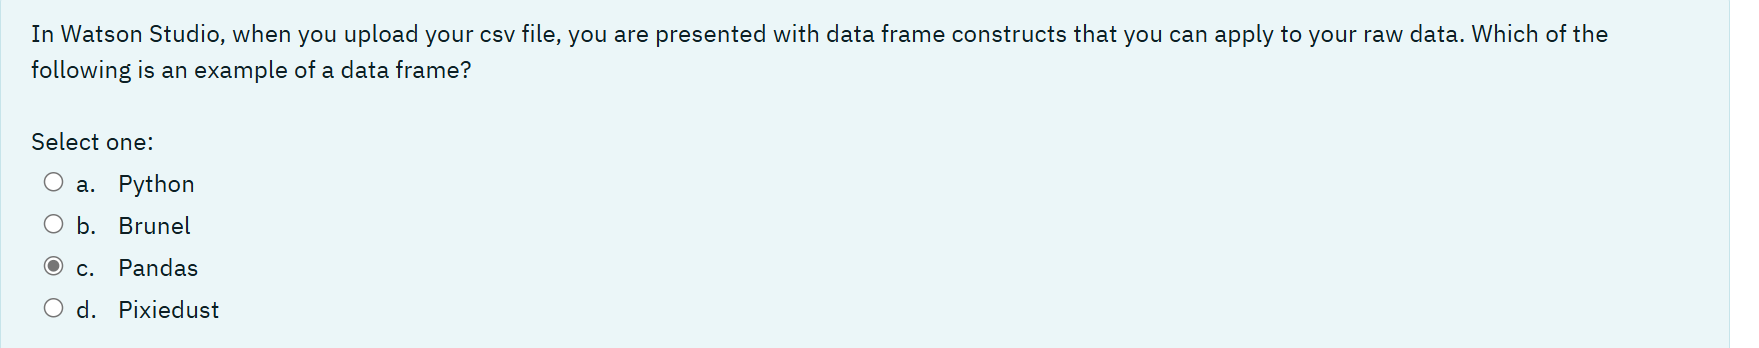 In Watson Studio, when you upload your csv file, you are presented with data frame constructs that you can apply to your raw data. Which of the
following is an example of a data frame?
Select one:
a. Python
b. Brunel
c. Pandas
d. Pixiedust